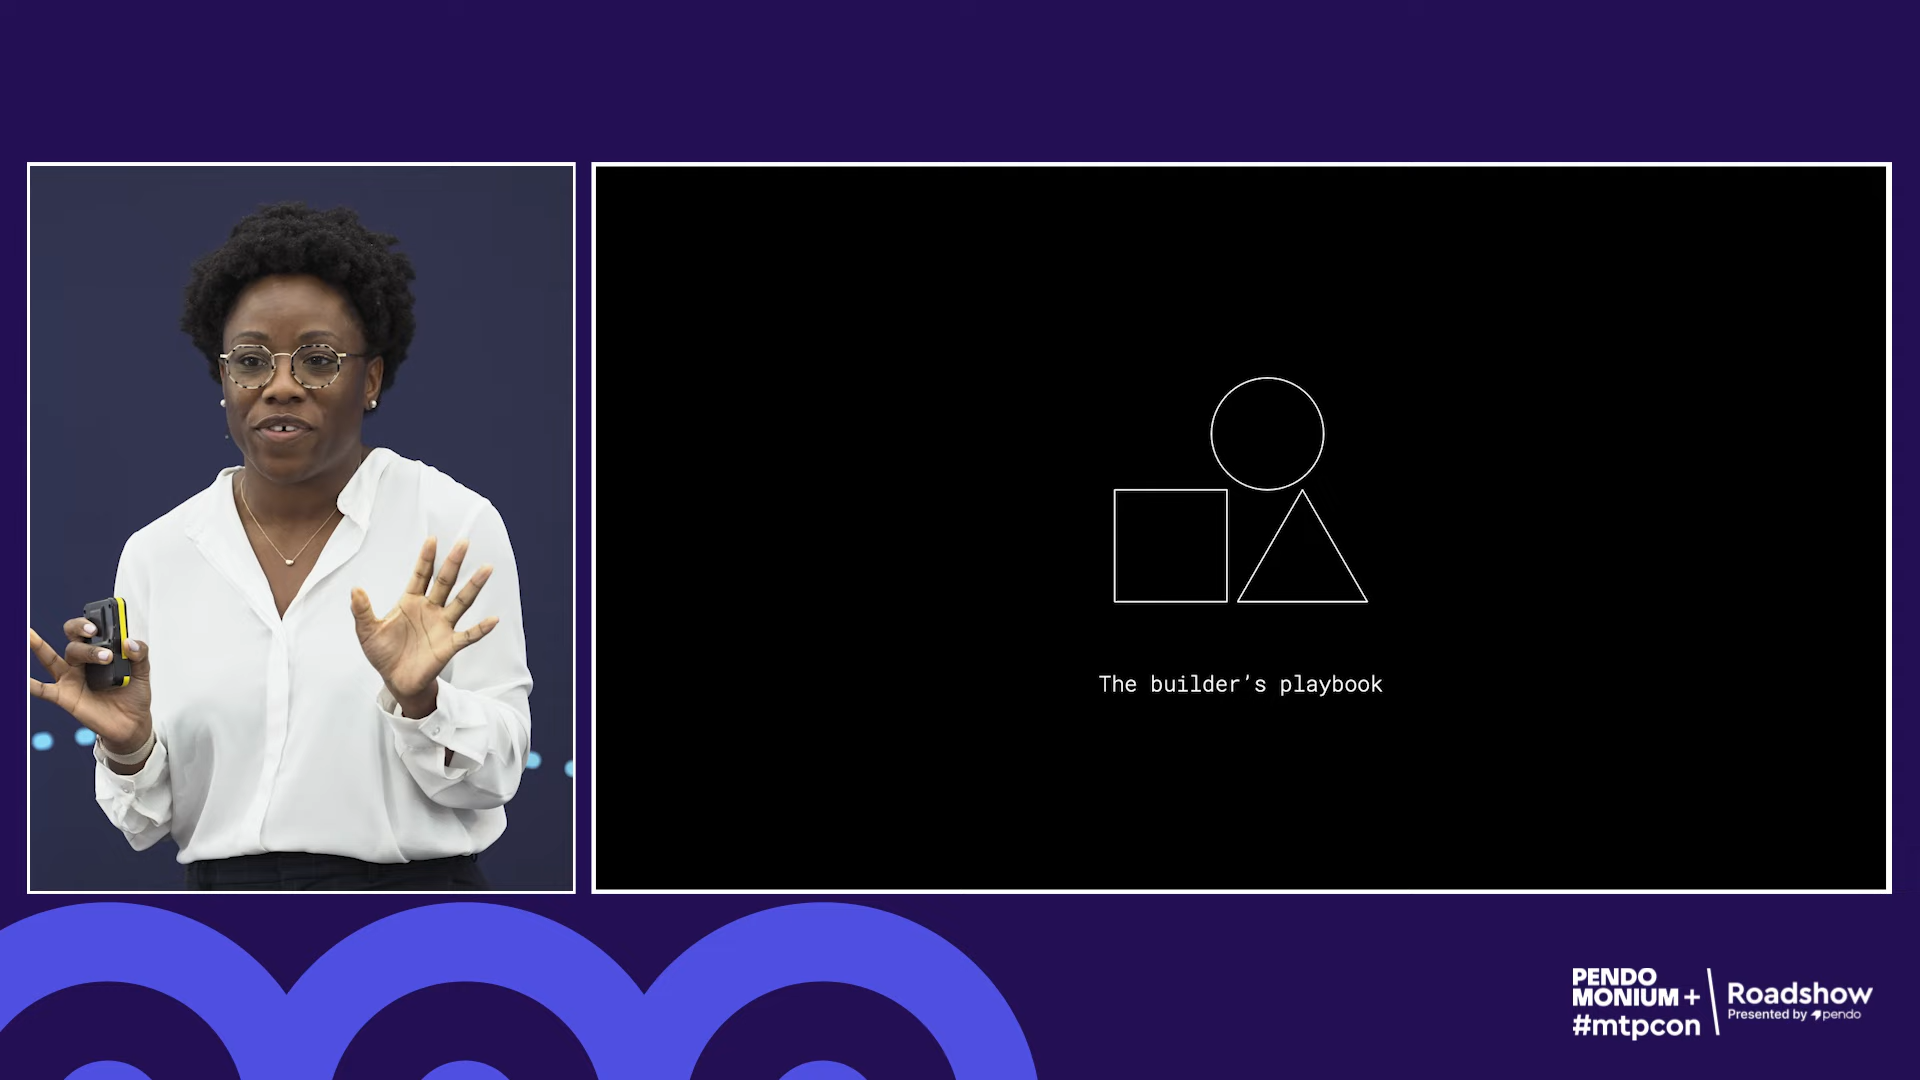 The builder’s playbook
PENDO
MONIUM +
#mtpcon
Roadshow
Presented by pendo